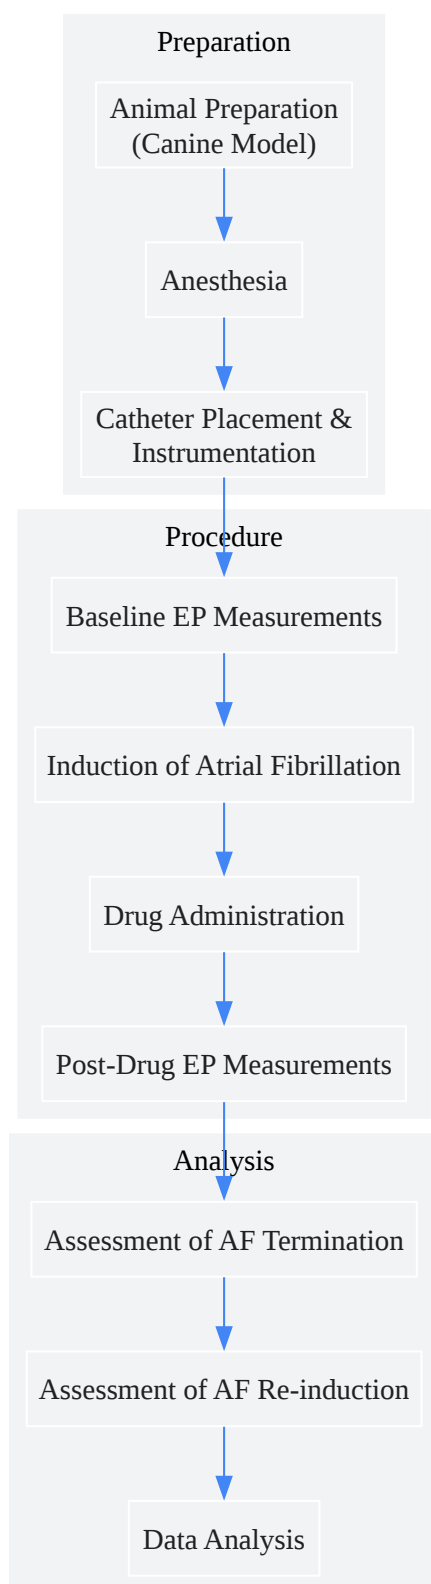 Preparation
Animal Preparation
(Canine Model)
Anesthesia
Catheter Placement &
Instrumentation
Procedure
Baseline EP Measurements
Induction of Atrial Fibrillation
Drug Administration
Post-Drug EP Measurements
Analysis
Assessment of AF Termination
Assessment of AF Re-induction
Data Analysis